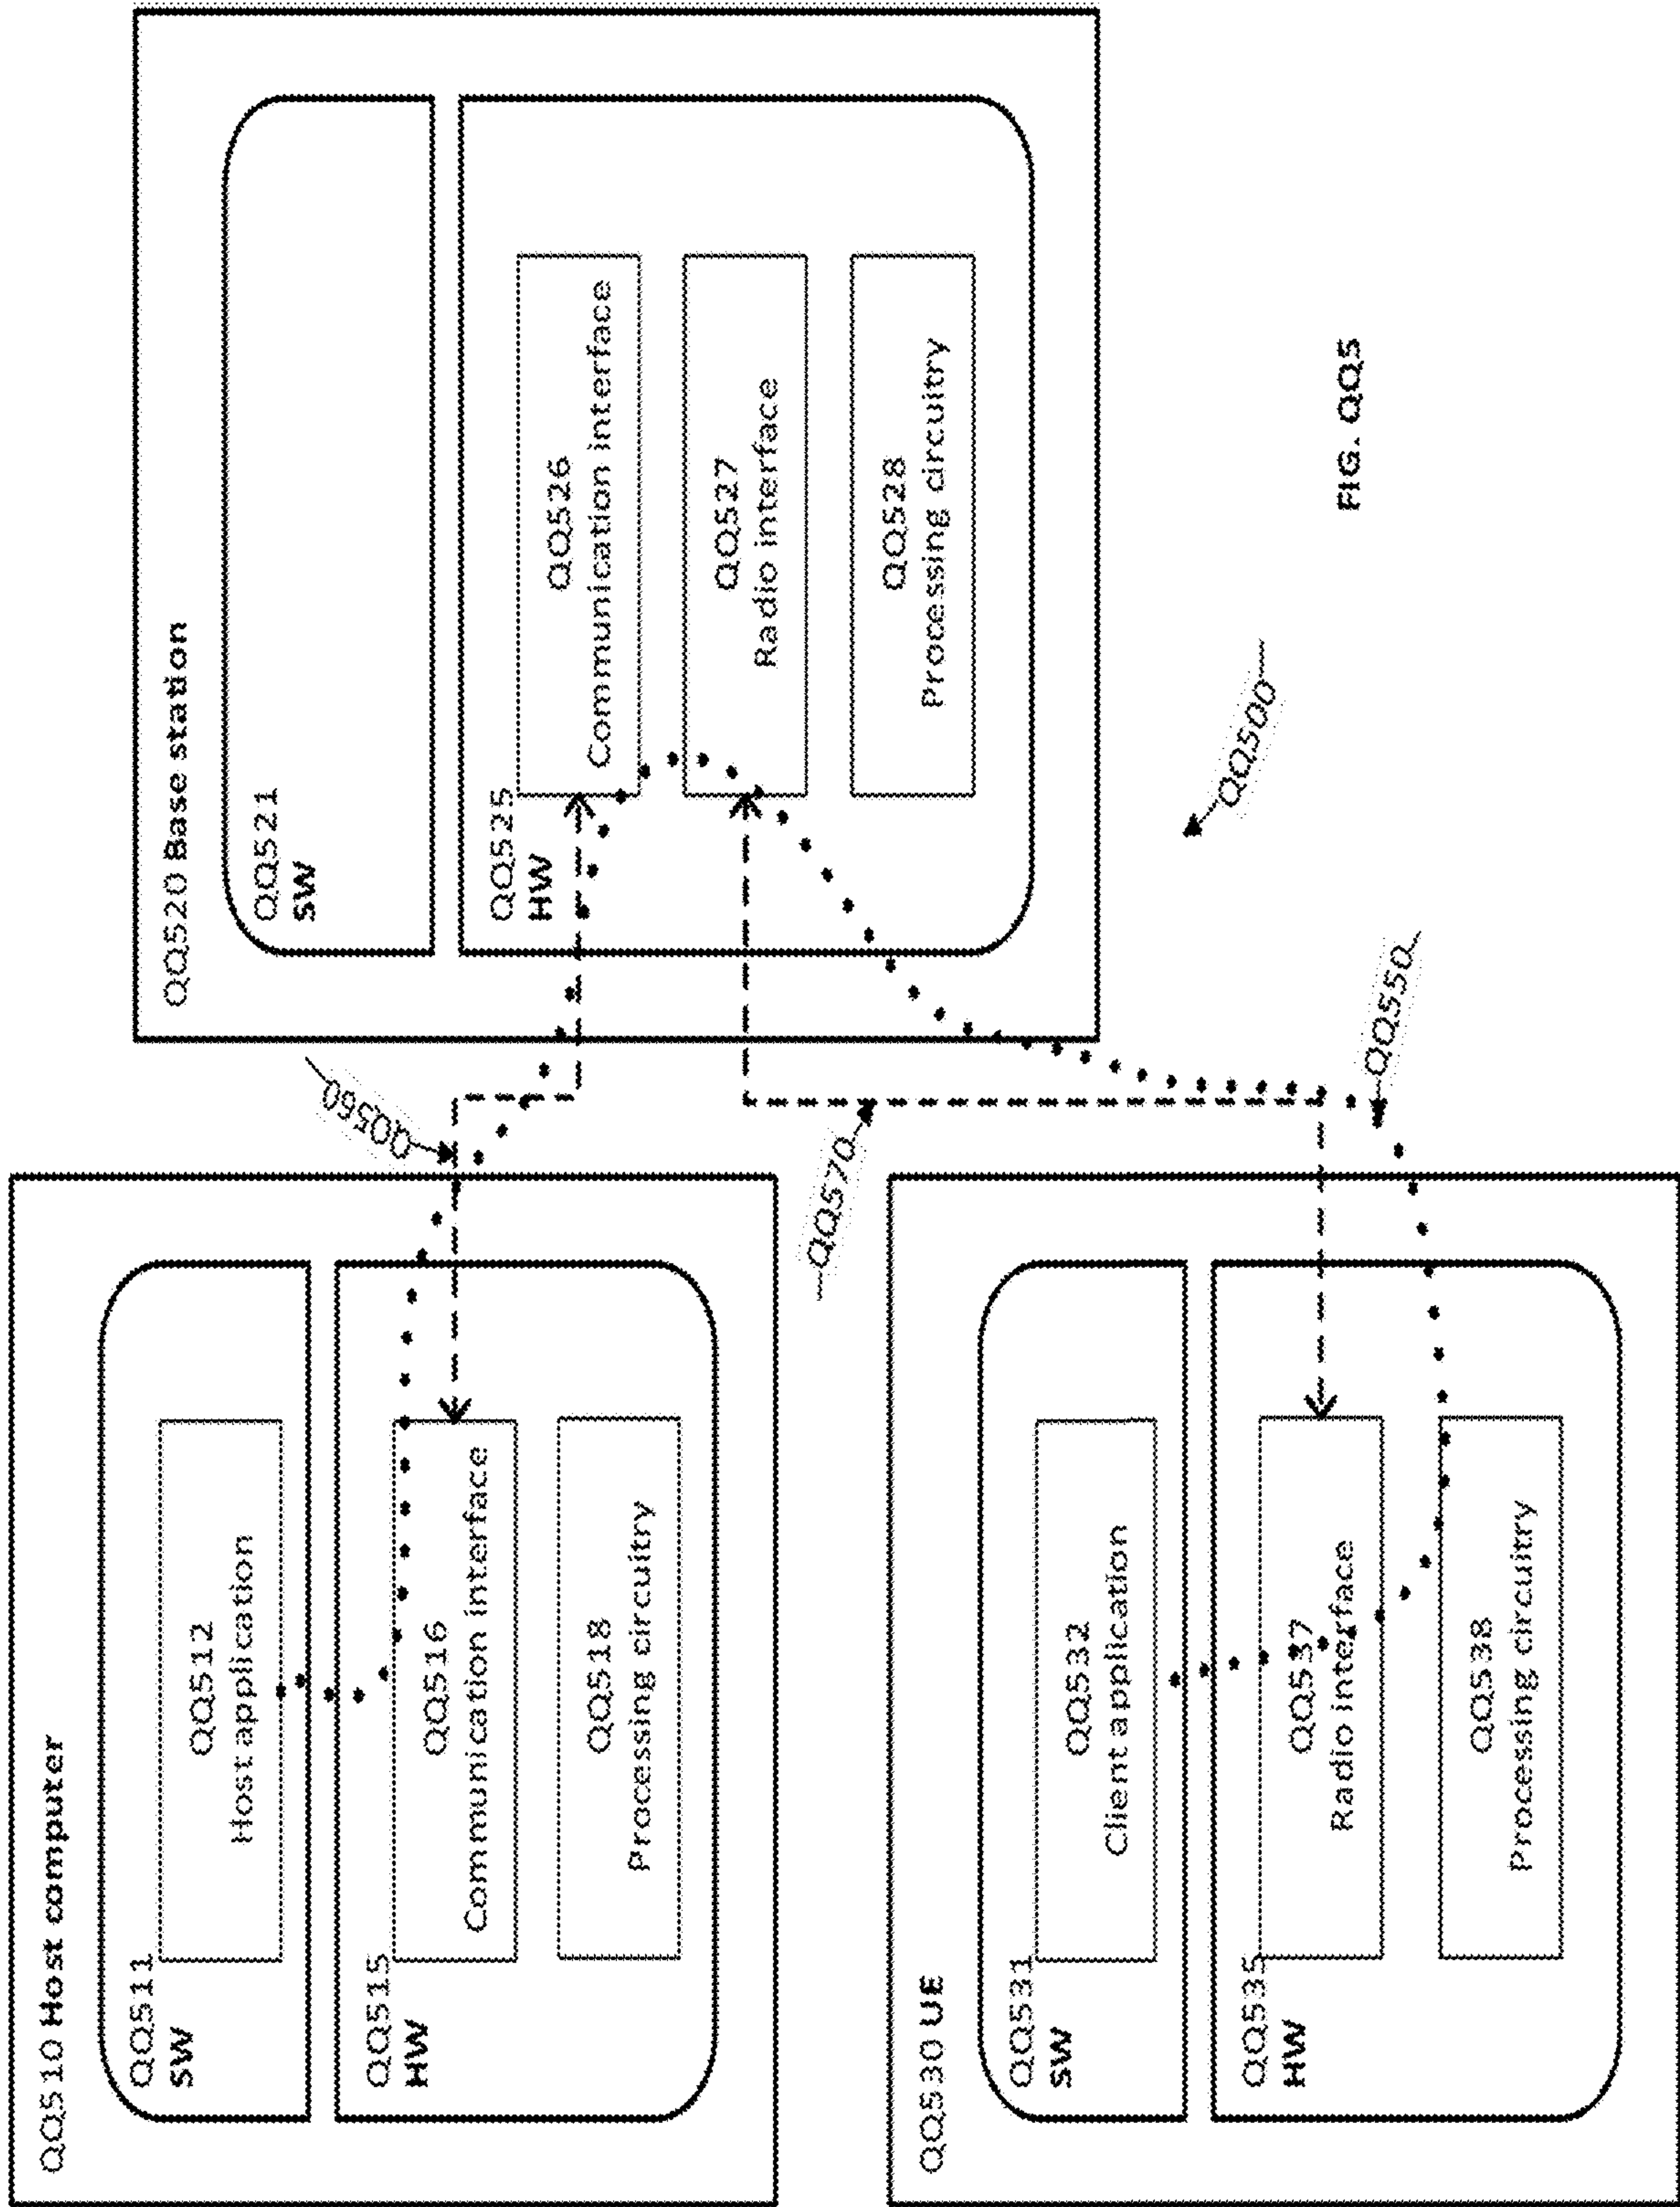 QQ510 Host computer
QQ511
SW
QQ512
Host application
QQ515
HW
QQ516
Communication interface
QQ518
Processing circuitry
QQ520 Base station
QQ521
SW
QQ525
HW
QQ526
Communication interface
QQ527
Radio interface
QQ528
Processing circuitry
QQ560
QQ570
QQ530 UE
QQ531
SW
QQ532
Client application
QQ535
HW
QQ537
Radio interface
QQ538
Processing circuitry
QQ550
QQ500
FIG. QQ5